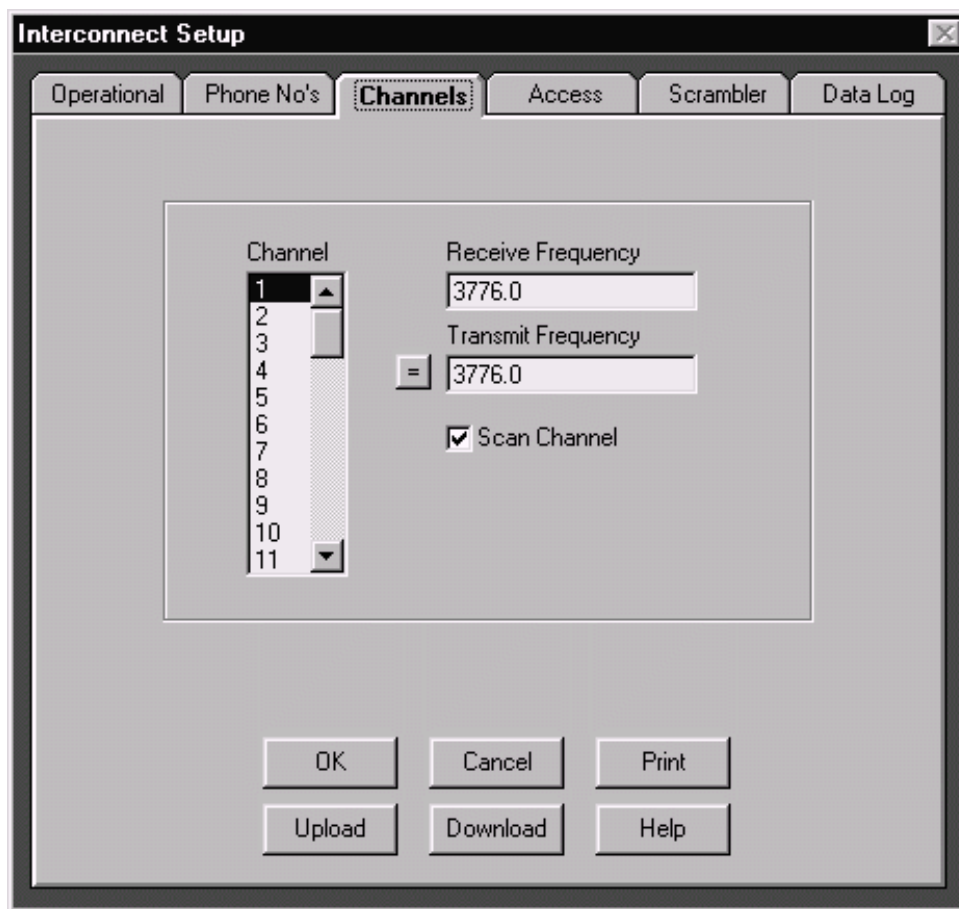 Interconnect Setup
Operational Phone No's Channels Access Scrambler Data Log
Channel
1
2
3
4
5
6
7
8
9
10
11
Receive Frequency
3776.0
Transmit Frequency
= 3776.0
Scan Channel
OK Cancel Print
Upload Download Help